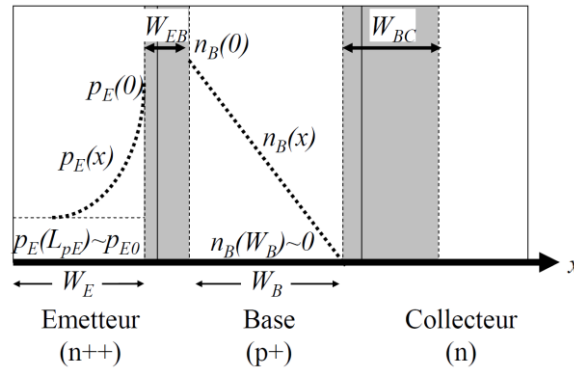 W_EB
n_B(0)
W_BC
p_E(0)
n_B(x)
p_E(x)
p_E(L_pE)~p_E0
n_B(W_B)~0
x
W_E
W_B
Emetteur
Base
Collecteur
(n++)
(p+)
(n)